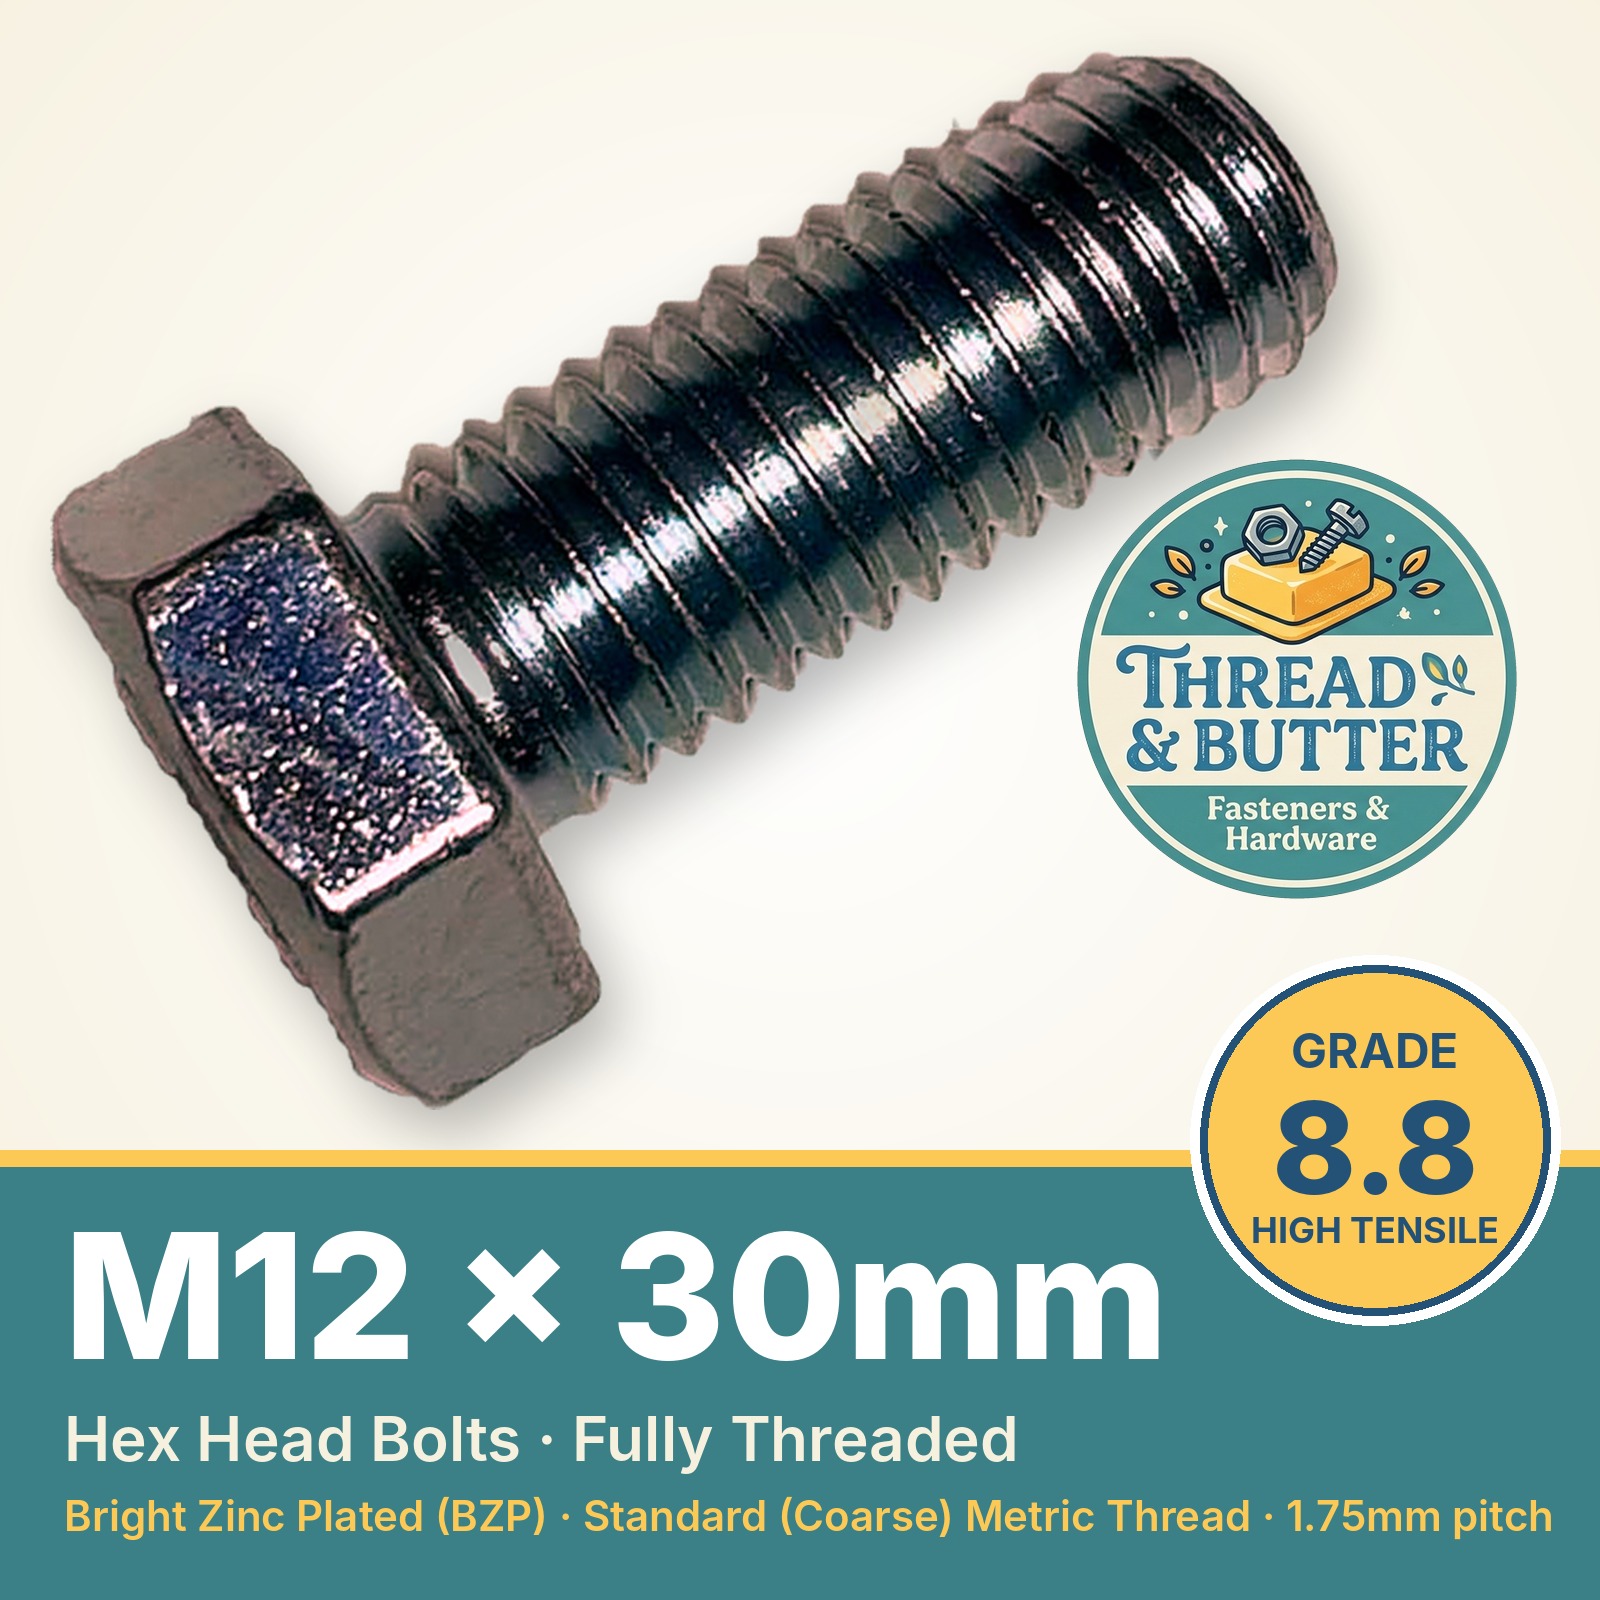 THREAD
& BUTTER
Fasteners &
Hardware
GRADE
8.8
HIGH TENSILE
M12 × 30mm
Hex Head Bolts · Fully Threaded
Bright Zinc Plated (BZP) · Standard (Coarse) Metric Thread · 1.75mm pitch